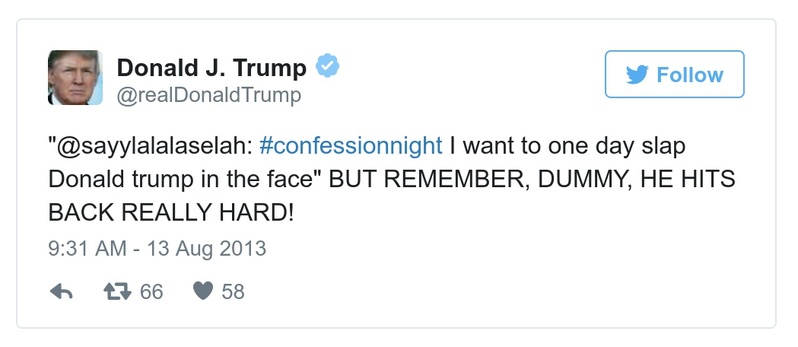 Donald J. Trump
@realDonaldTrump
Follow
"@sayylalalaselah: #confessionnight I want to one day slap
Donald trump in the face" BUT REMEMBER, DUMMY, HE HITS
BACK REALLY HARD!
9:31 AM - 13 Aug 2013
66 58